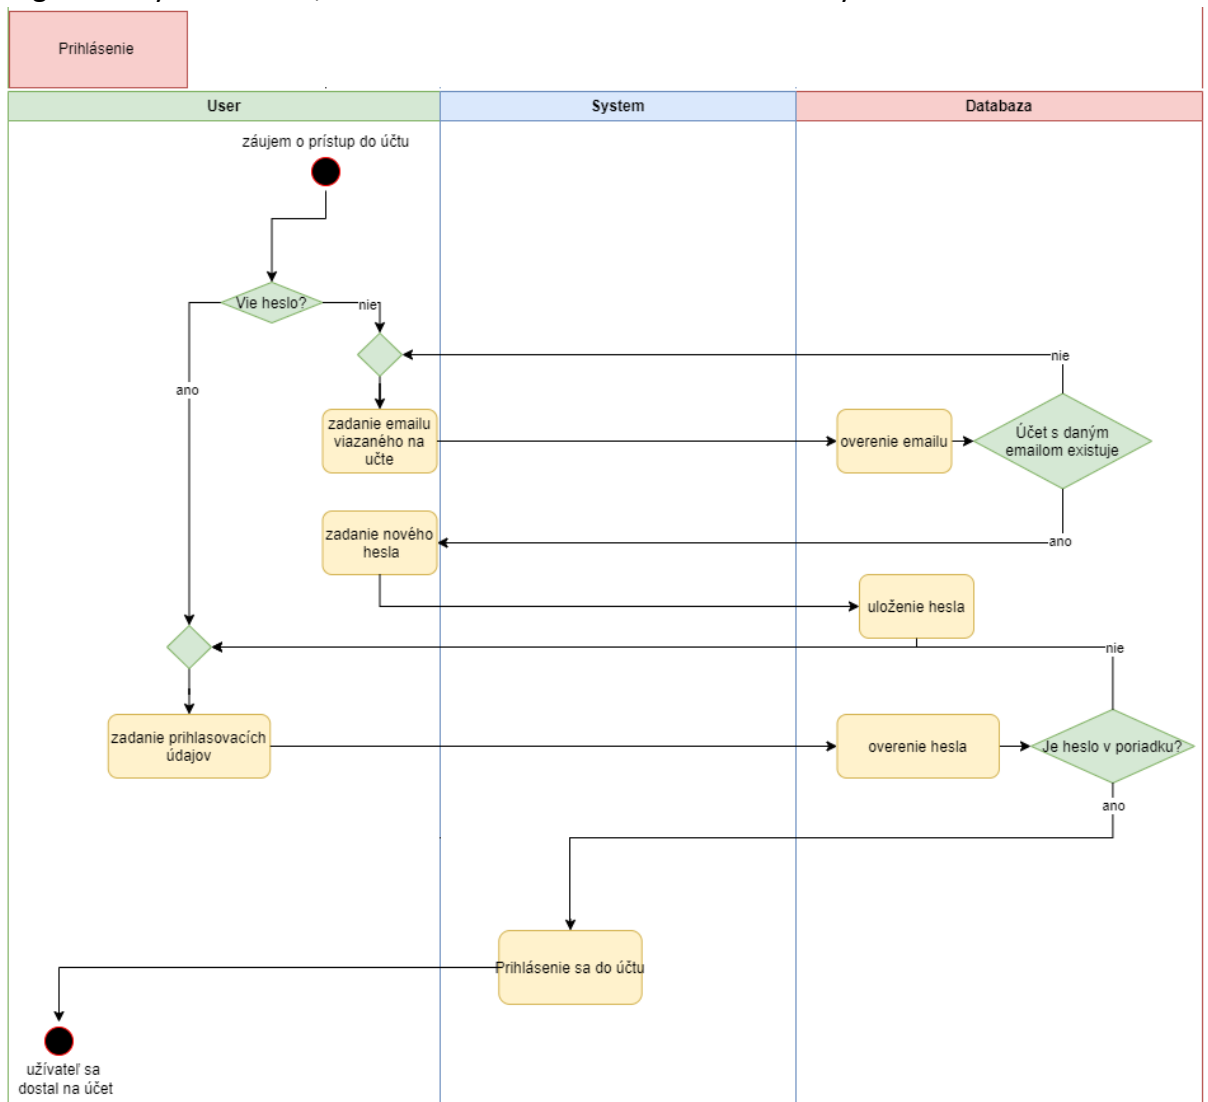 Prihlásenie
User
System
Databaza
záujem o prístup do účtu
Vie heslo?
nie
nie
ano
zadanie emailu
viazaného na
učte
overenie emailu
Účet s daným
emailom existuje
zadanie nového
hesla
ano
uloženie hesla
nie
zadanie prihlasovacích
údajov
overenie hesla
Je heslo v poriadku?
ano
Prihlásenie sa do účtu
užívateľ sa
dostal na účet